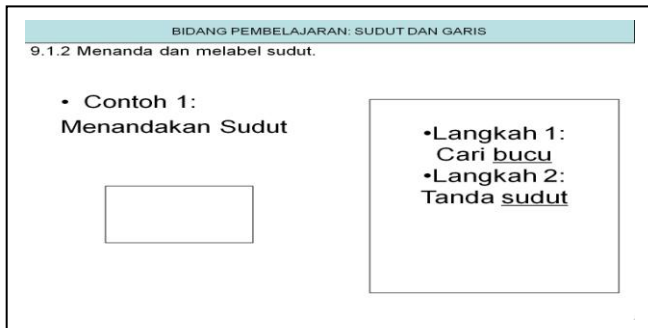 BIDANG PEMBELAJARAN: SUDUT DAN GARIS
9.1.2 Menanda dan melabel sudut.
• Contoh 1:
Menandakan Sudut
•Langkah 1:
Cari bucu
•Langkah 2:
Tanda sudut